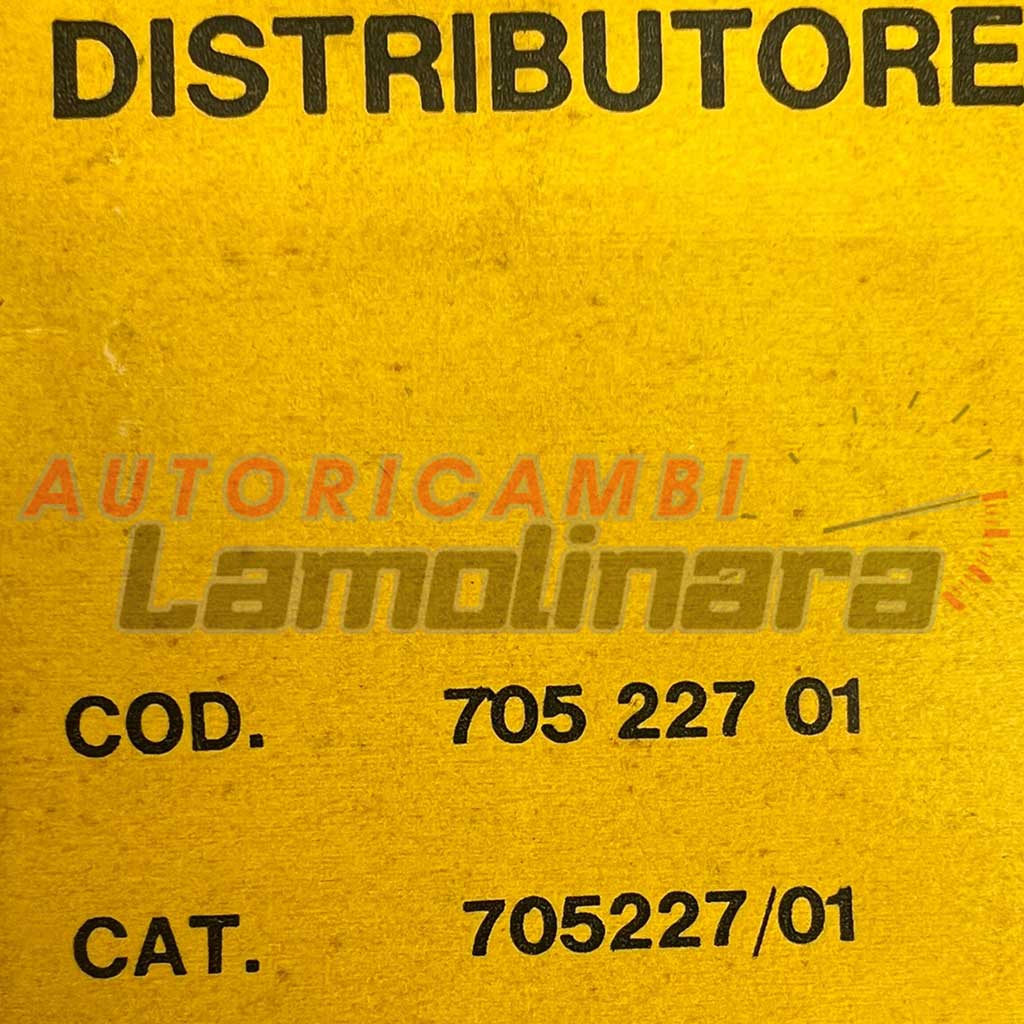 DISTRIBUTORE
AUTORICAMBI
Lamolinara
COD. 705 227 01
CAT. 705227/01